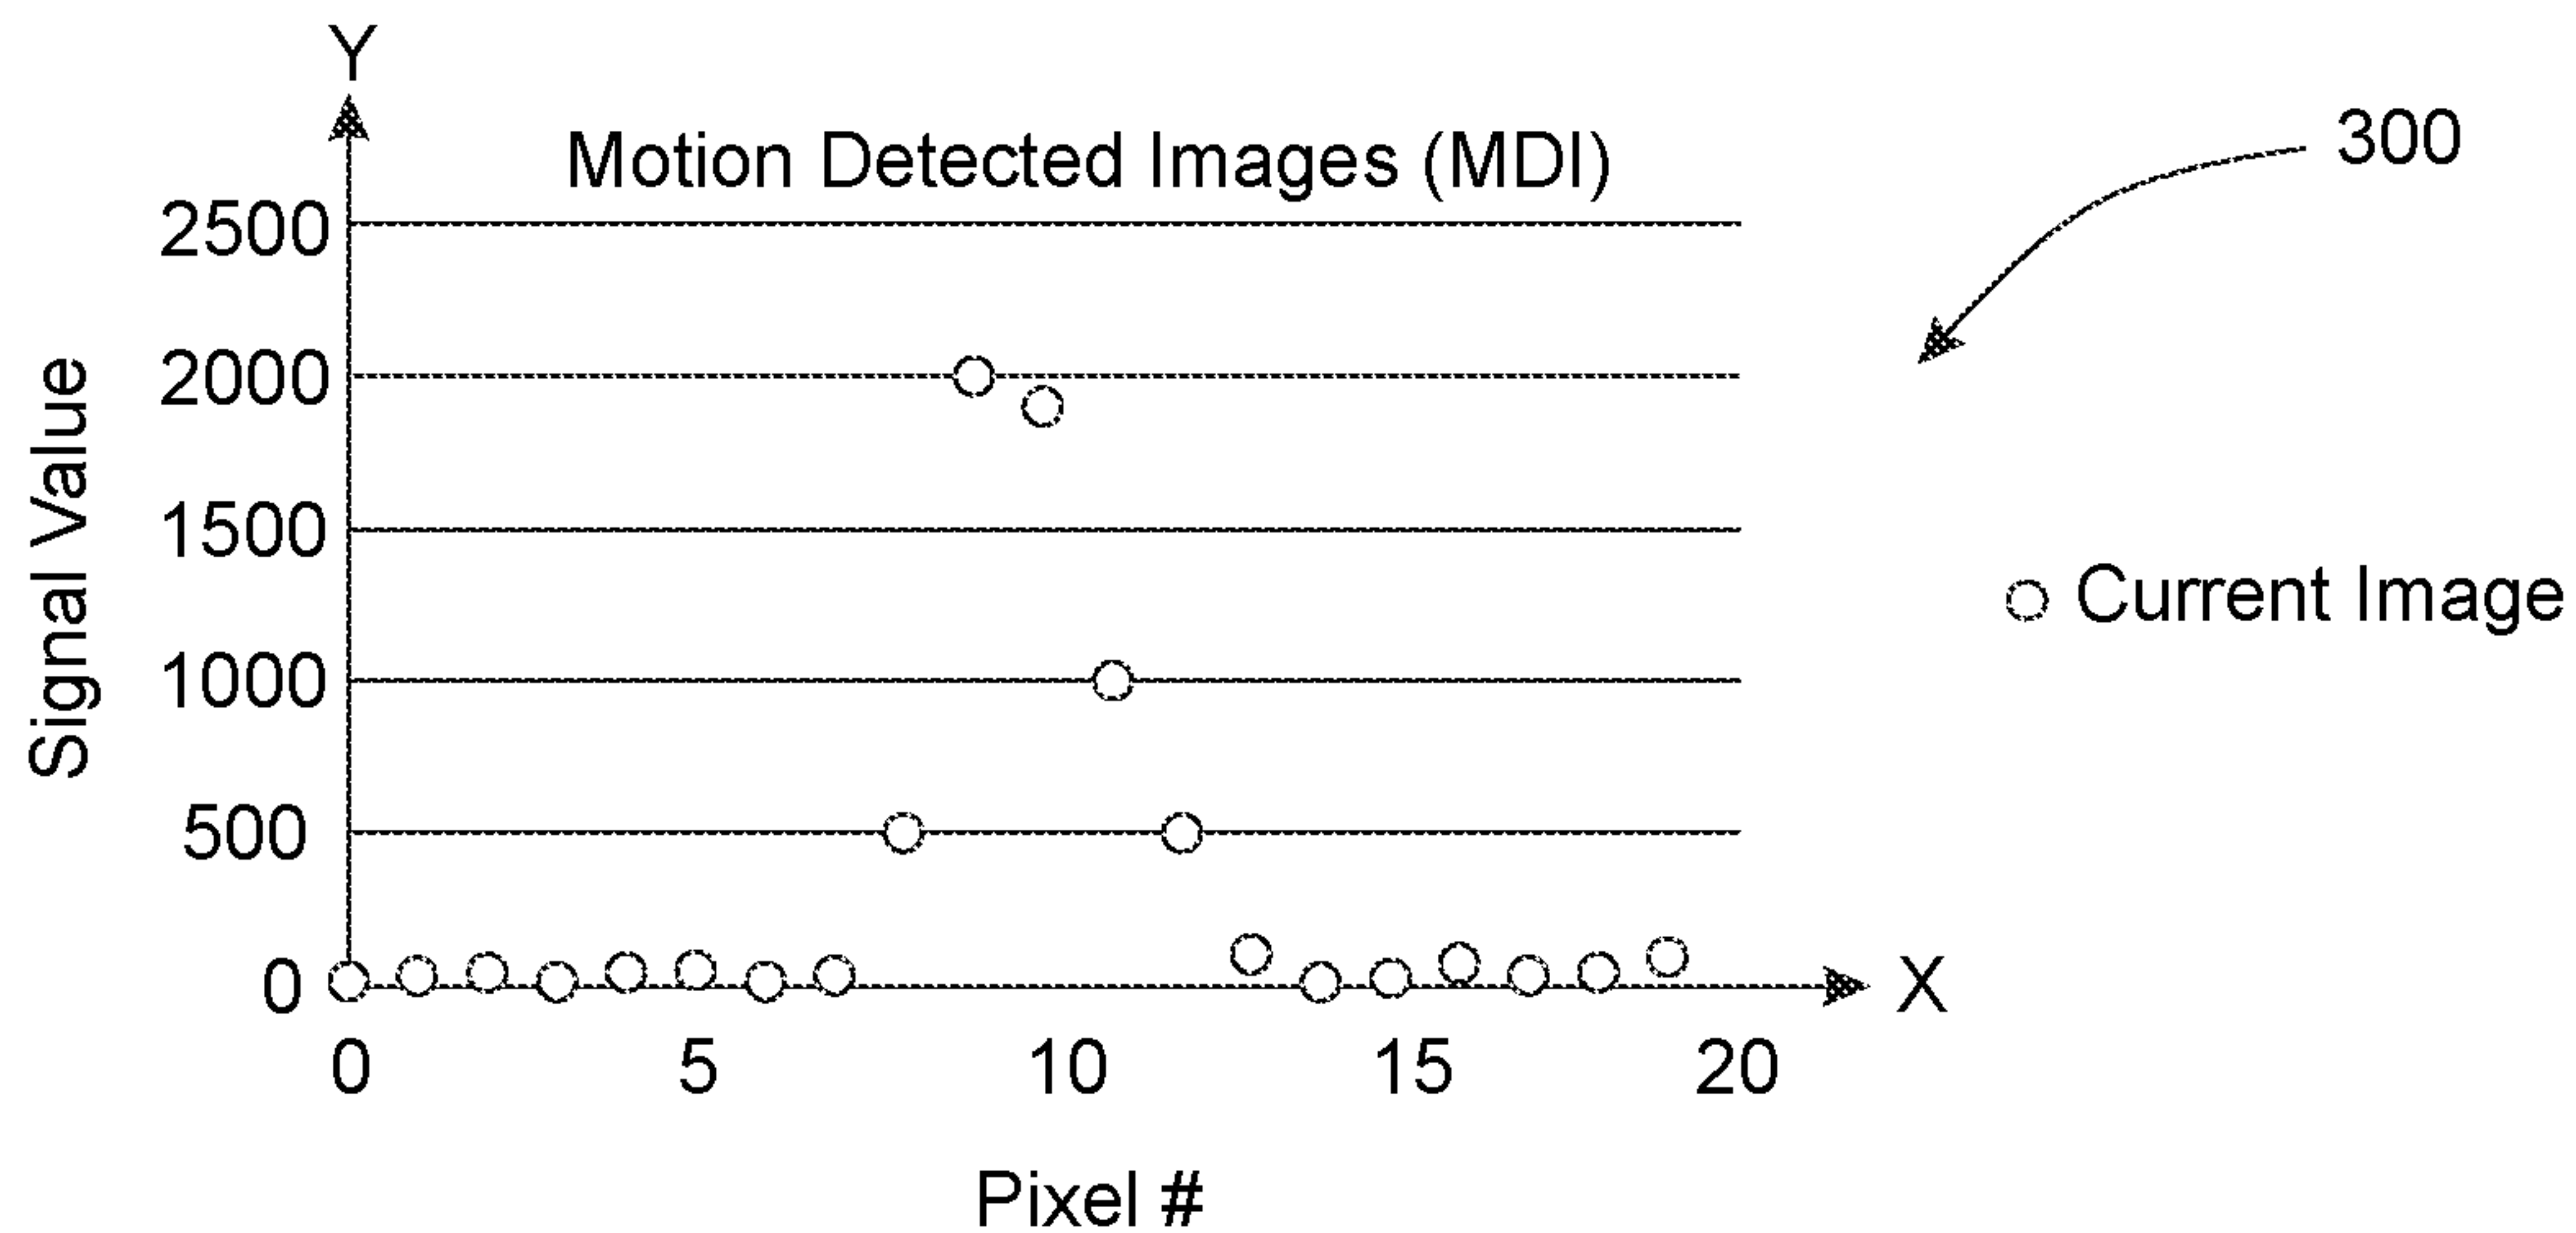 Y
Motion Detected Images (MDI)
300
2500
2000
1500
1000
500
0
Signal Value
Current Image
X
0 5 10 15 20
Pixel #